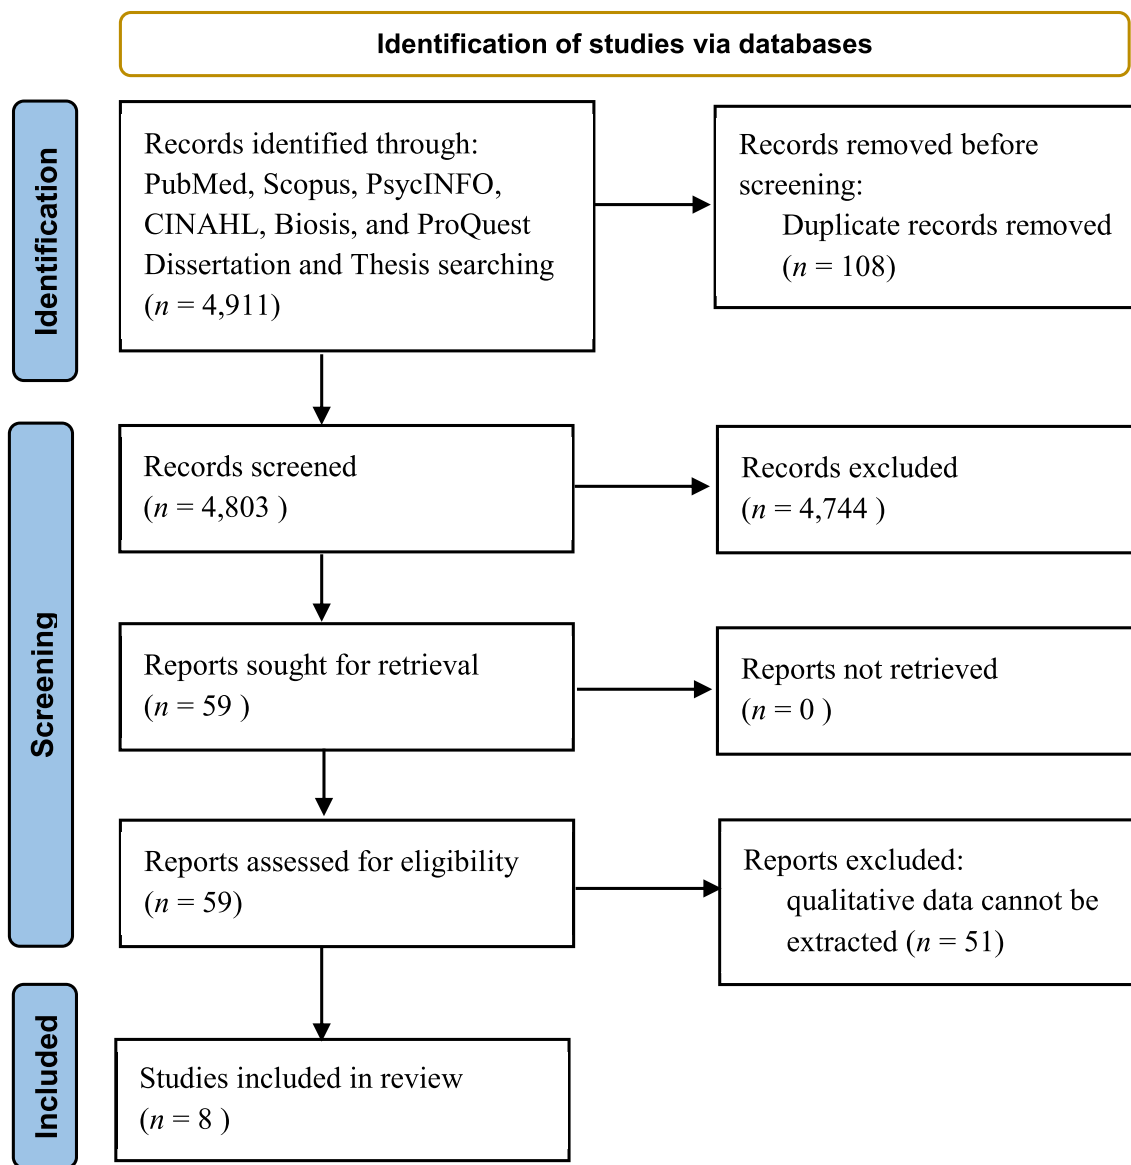 Identification of studies via databases
Identification
Records identified through:
PubMed, Scopus, PsycINFO,
CINAHL, Biosis, and ProQuest
Dissertation and Thesis searching
(n = 4,911)
Records removed before
screening:
Duplicate records removed
(n = 108)
Screening
Records screened
(n = 4,803 )
Records excluded
(n = 4,744 )
Reports sought for retrieval
(n = 59 )
Reports not retrieved
(n = 0 )
Reports assessed for eligibility
(n = 59)
Reports excluded:
qualitative data cannot be
extracted (n = 51)
Included
Studies included in review
(n = 8 )